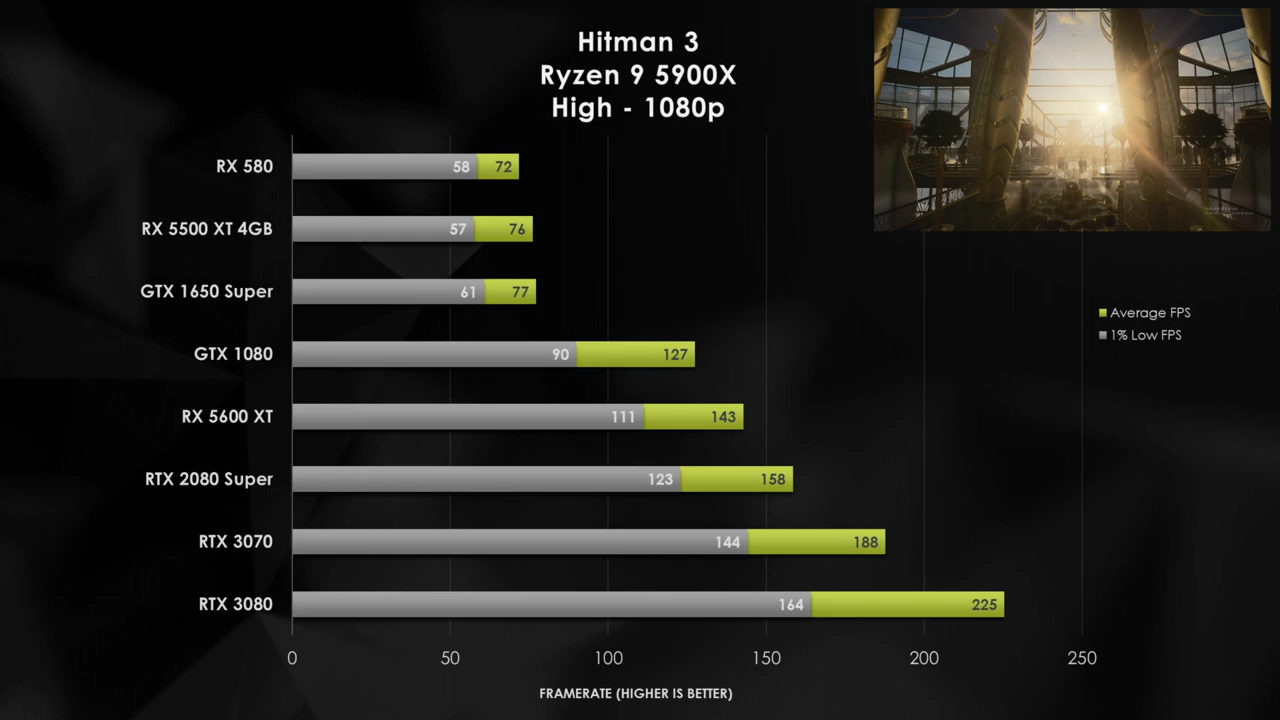 Hitman 3
Ryzen 9 5900X
High - 1080p
RX 580 58 72
RX 5500 XT 4GB 57 76
GTX 1650 Super 61 77
GTX 1080 90 127
RX 5600 XT 111 143
RTX 2080 Super 123 158
RTX 3070 144 188
RTX 3080 164 225
Average FPS
1% Low FPS
0 50 100 150 200 250
FRAMERATE (HIGHER IS BETTER)